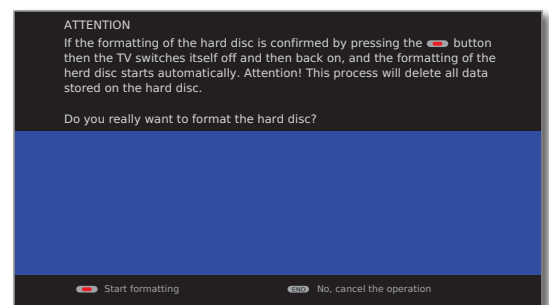 ATTENTION
If the formatting of the hard disc is confirmed by pressing the button
then the TV switches itself off and then back on, and the formatting of the
herd disc starts automatically. Attention! This process will delete all data
stored on the hard disc.
Do you really want to format the hard disc?
Start formatting
END No, cancel the operation